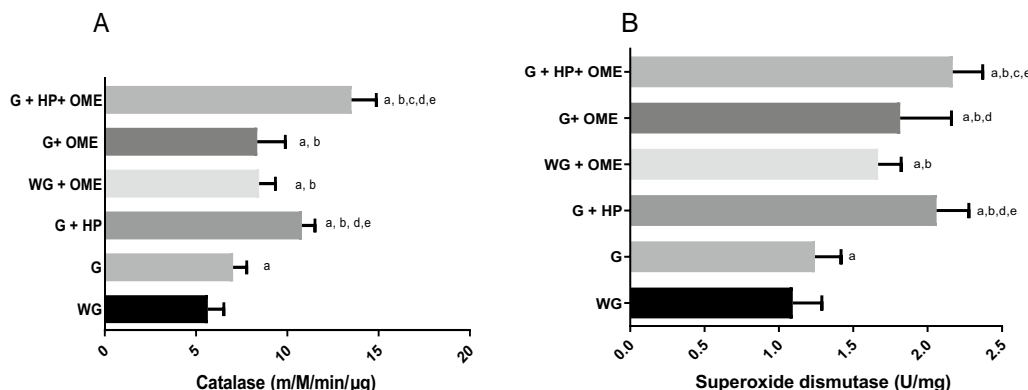 A
G + HP+ OME
a, b,c,d,e
G+ OME
a, b
WG + OME
a, b
G + HP
a, b, d,e
G
a
WG
0
5
10
15
20
Catalase (m/M/min/µg)
B
G + HP+ OME
a,b,c,e
G+ OME
a,b,d
WG + OME
a,b
G + HP
a,b,d,e
G
a
WG
0.0
0.5
1.0
1.5
2.0
2.5
Superoxide dismutase (U/mg)